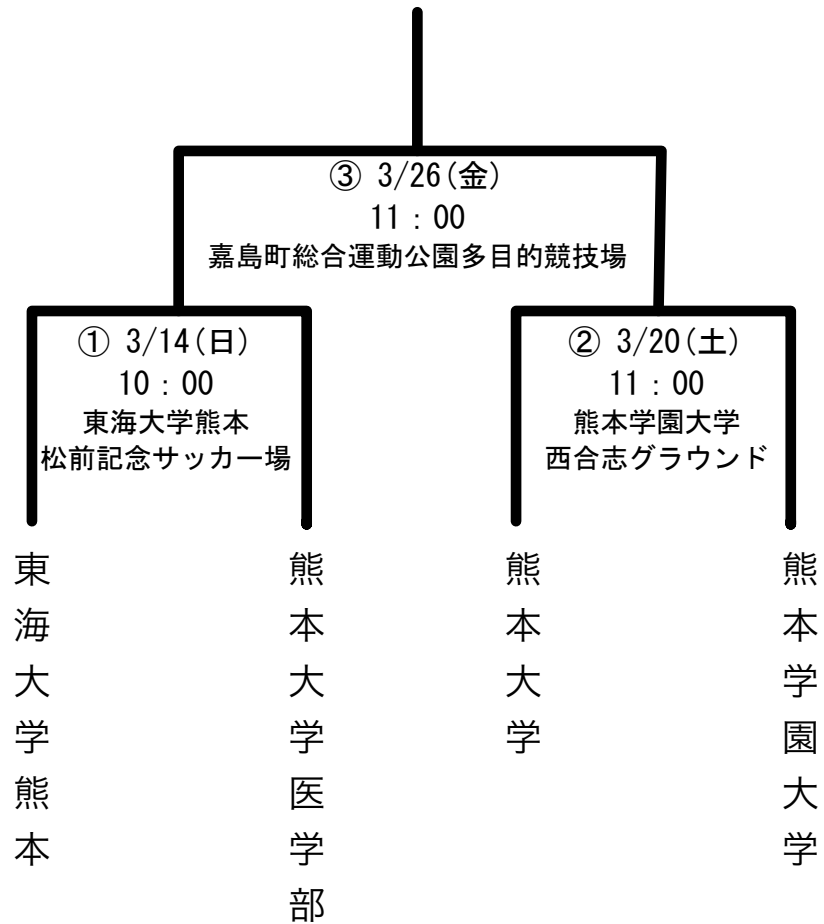 ③ 3/26(金)
11：00
嘉島町総合運動公園多目的競技場
① 3/14(日)
10：00
東海大学熊本
松前記念サッカー場
② 3/20(土)
11：00
熊本学園大学
西合志グラウンド
東海大学熊本
熊本大学医学部
熊本大学
熊本学園大学